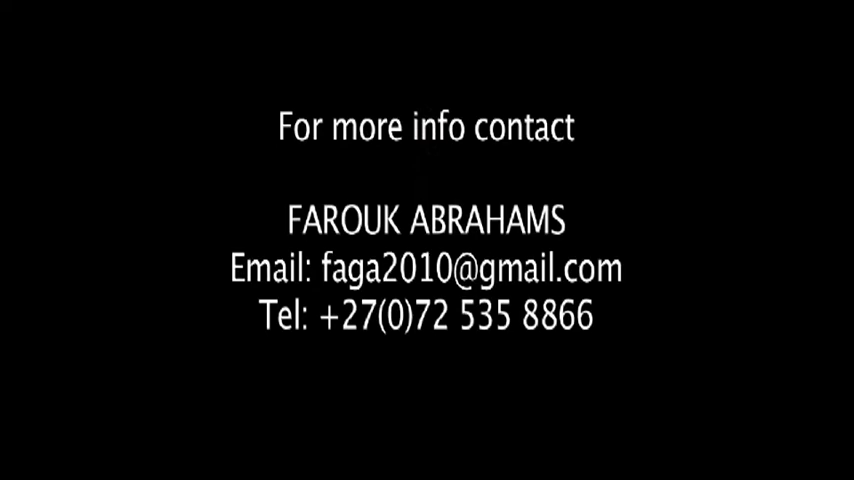 For more info contact
FAROUK ABRAHAMS
Email: faga2010@gmail.com
Tel: +27(0)72 535 8866